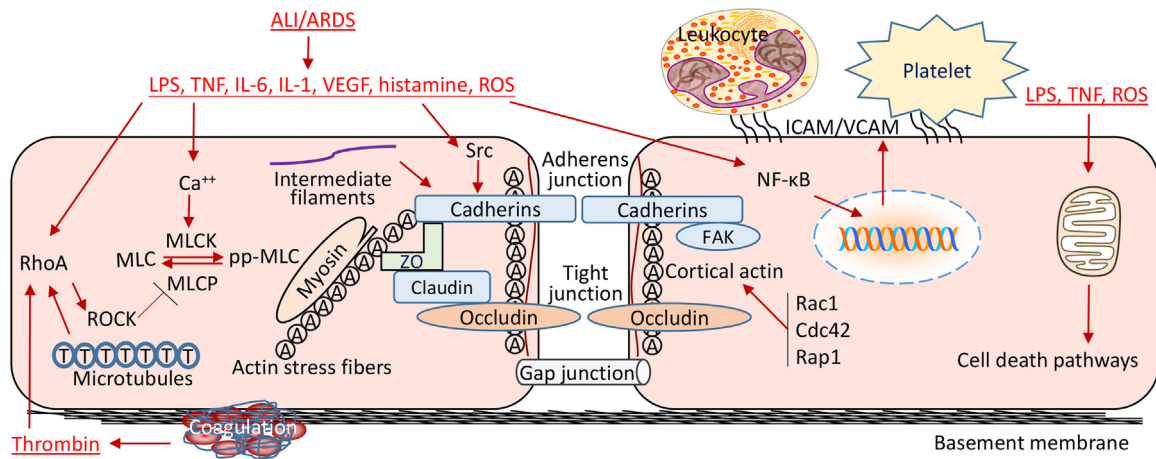 ALI/ARDS
LPS, TNF, IL-6, IL-1, VEGF, histamine, ROS
Leukocyte
Platelet
LPS, TNF, ROS
ICAM/VCAM
Ca⁺⁺
Src
Intermediate
filaments
Adherens
junction
NF-κB
Cadherins
Cadherins
FAK
MLCK
MLC
pp-MLC
MLCP
RhoA
ROCK
Myosin
ZO
Claudin
Tight
junction
Cortical actin
Occludin
Occludin
Rac1
Cdc42
Rap1
A A A A A A A A
A A A A A A A
A A A A A A A A A A A
A A A A A A A A A A A
T T T T T T T
Microtubules
Actin stress fibers
Gap junction
Cell death pathways
Coagulation
Thrombin
Basement membrane